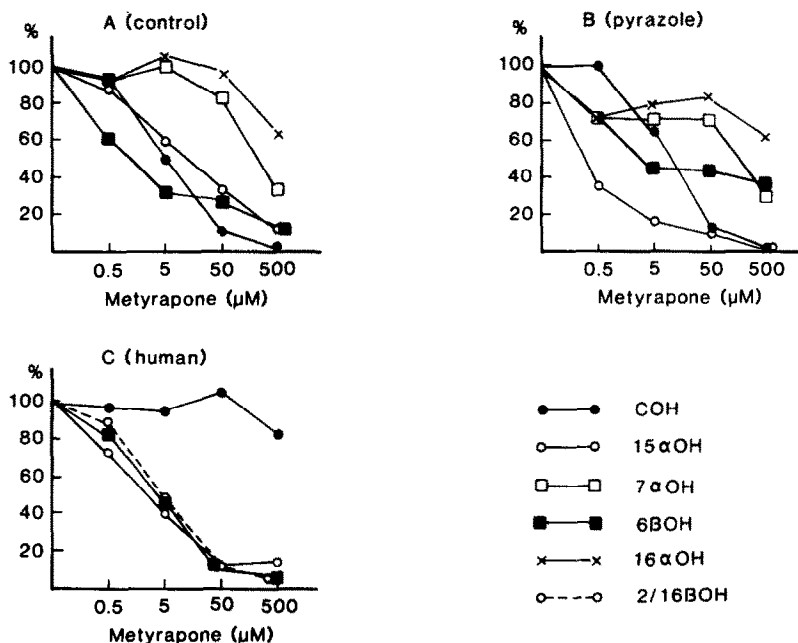 A (control)
%
100
80
60
40
20
0.5 5 50 500
Metyrapone (µM)
B (pyrazole)
%
100
80
60
40
20
0.5 5 50 500
Metyrapone (µM)
C (human)
%
100
80
60
40
20
0.5 5 50 500
Metyrapone (µM)
COH
15αOH
7αOH
6βOH
16αOH
2/16βOH